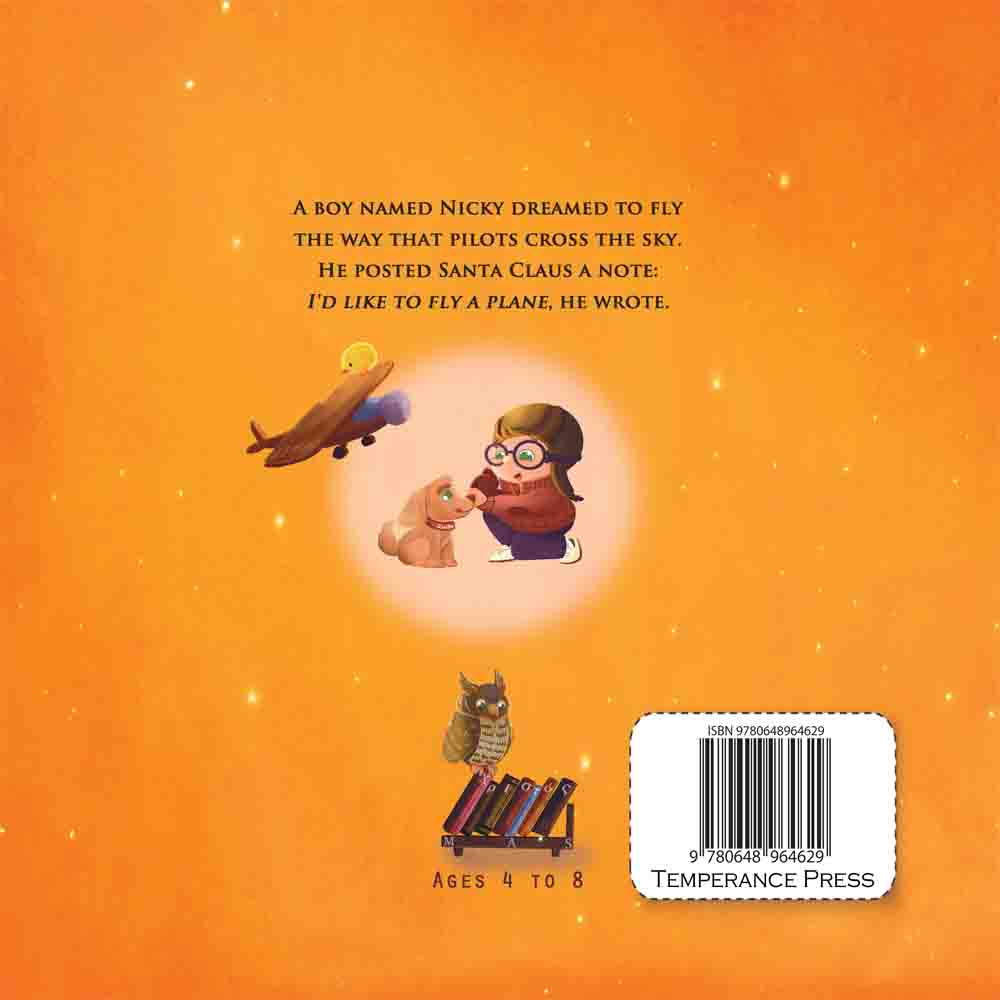 A BOY NAMED NICKY DREAMED TO FLY
THE WAY THAT PILOTS CROSS THE SKY.
HE POSTED SANTA CLAUS A NOTE:
I'D LIKE TO FLY A PLANE, HE WROTE.
Χριστός
M A S
AGES 4 TO 8
ISBN 9780648964629
9 780648 964629
TEMPERANCE PRESS